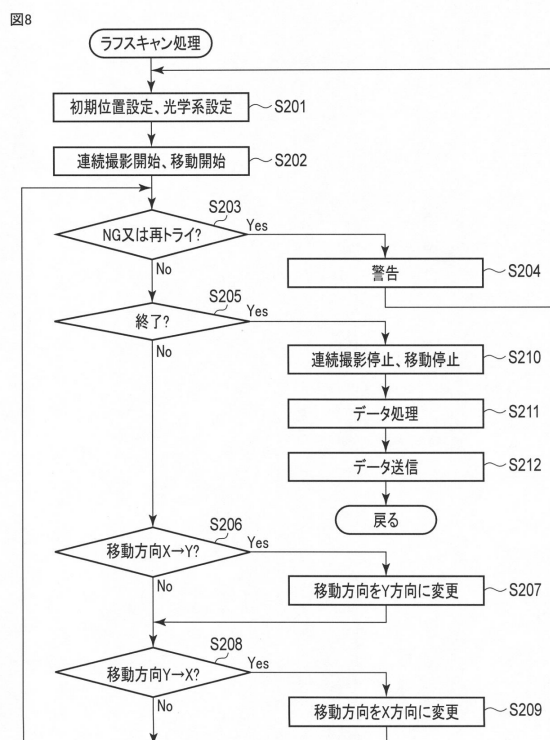 図8
ラフスキャン処理
初期位置設定、光学系設定 S201
連続撮影開始、移動開始 S202
S203
NG又は再トライ? Yes
No
警告 S204
S205
終了? Yes
No
連続撮影停止、移動停止 S210
データ処理 S211
データ送信 S212
戻る
S206
移動方向X→Y? Yes
No
移動方向をY方向に変更 S207
S208
移動方向Y→X? Yes
No
移動方向をX方向に変更 S209